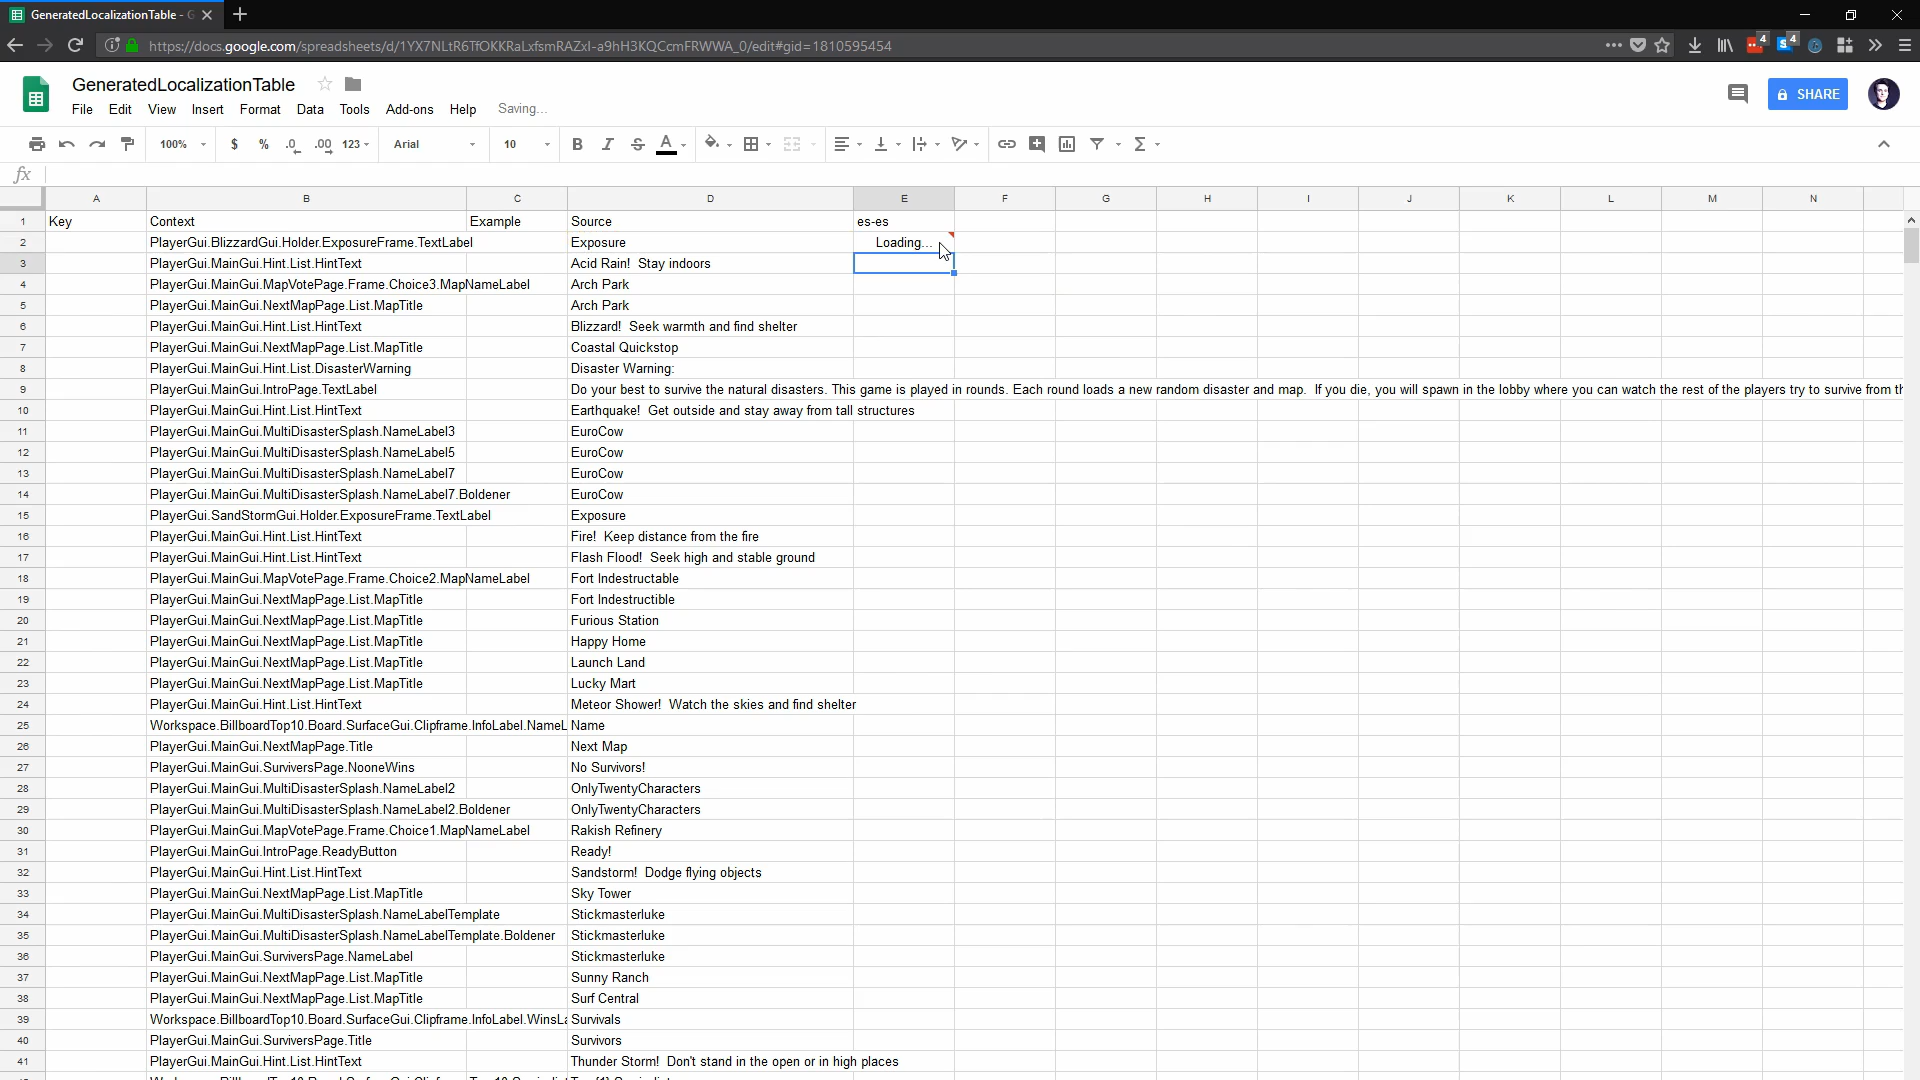 GeneratedLocalizationTable - G
https://docs.google.com/spreadsheets/d/1YX7NLtR6TfOKKRaLxfsmRAZxI-a9hH3KQCcmFRWWA_0/edit#gid=1810595454
4
4
GeneratedLocalizationTable
File Edit View Insert Format Data Tools Add-ons Help Saving...
SHARE
100% $ % .0 .00 123 Arial 10 B I S A
fx
A B C D E F G H I J K L M N
1 Key Context Example Source es-es
2 PlayerGui.BlizzardGui.Holder.ExposureFrame.TextLabel Exposure Loading...
3 PlayerGui.MainGui.Hint.List.HintText Acid Rain!  Stay indoors
4 PlayerGui.MainGui.MapVotePage.Frame.Choice3.MapNameLabel Arch Park
5 PlayerGui.MainGui.NextMapPage.List.MapTitle Arch Park
6 PlayerGui.MainGui.Hint.List.HintText Blizzard!  Seek warmth and find shelter
7 PlayerGui.MainGui.NextMapPage.List.MapTitle Coastal Quickstop
8 PlayerGui.MainGui.Hint.List.DisasterWarning Disaster Warning:
9 PlayerGui.MainGui.IntroPage.TextLabel Do your best to survive the natural disasters. This game is played in rounds. Each round loads a new random disaster and map.  If you die, you will spawn in the lobby where you can watch the rest of the players try to survive from th
10 PlayerGui.MainGui.Hint.List.HintText Earthquake!  Get outside and stay away from tall structures
11 PlayerGui.MainGui.MultiDisasterSplash.NameLabel3 EuroCow
12 PlayerGui.MainGui.MultiDisasterSplash.NameLabel5 EuroCow
13 PlayerGui.MainGui.MultiDisasterSplash.NameLabel7 EuroCow
14 PlayerGui.MainGui.MultiDisasterSplash.NameLabel7.Boldener EuroCow
15 PlayerGui.SandStormGui.Holder.ExposureFrame.TextLabel Exposure
16 PlayerGui.MainGui.Hint.List.HintText Fire!  Keep distance from the fire
17 PlayerGui.MainGui.Hint.List.HintText Flash Flood!  Seek high and stable ground
18 PlayerGui.MainGui.MapVotePage.Frame.Choice2.MapNameLabel Fort Indestructable
19 PlayerGui.MainGui.NextMapPage.List.MapTitle Fort Indestructible
20 PlayerGui.MainGui.NextMapPage.List.MapTitle Furious Station
21 PlayerGui.MainGui.NextMapPage.List.MapTitle Happy Home
22 PlayerGui.MainGui.NextMapPage.List.MapTitle Launch Land
23 PlayerGui.MainGui.NextMapPage.List.MapTitle Lucky Mart
24 PlayerGui.MainGui.Hint.List.HintText Meteor Shower!  Watch the skies and find shelter
25 Workspace.BillboardTop10.Board.SurfaceGui.Clipframe.InfoLabel.NameL Name
26 PlayerGui.MainGui.NextMapPage.Title Next Map
27 PlayerGui.MainGui.SurviversPage.NooneWins No Survivors!
28 PlayerGui.MainGui.MultiDisasterSplash.NameLabel2 OnlyTwentyCharacters
29 PlayerGui.MainGui.MultiDisasterSplash.NameLabel2.Boldener OnlyTwentyCharacters
30 PlayerGui.MainGui.MapVotePage.Frame.Choice1.MapNameLabel Rakish Refinery
31 PlayerGui.MainGui.IntroPage.ReadyButton Ready!
32 PlayerGui.MainGui.Hint.List.HintText Sandstorm!  Dodge flying objects
33 PlayerGui.MainGui.NextMapPage.List.MapTitle Sky Tower
34 PlayerGui.MainGui.MultiDisasterSplash.NameLabelTemplate Stickmasterluke
35 PlayerGui.MainGui.MultiDisasterSplash.NameLabelTemplate.Boldener Stickmasterluke
36 PlayerGui.MainGui.SurviversPage.NameLabel Stickmasterluke
37 PlayerGui.MainGui.NextMapPage.List.MapTitle Sunny Ranch
38 PlayerGui.MainGui.NextMapPage.List.MapTitle Surf Central
39 Workspace.BillboardTop10.Board.SurfaceGui.Clipframe.InfoLabel.WinsLa Survivals
40 PlayerGui.MainGui.SurviversPage.Title Survivors
41 PlayerGui.MainGui.Hint.List.HintText Thunder Storm!  Don't stand in the open or in high places